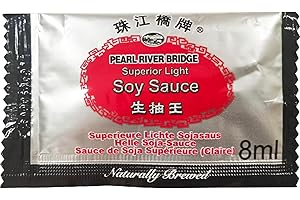 珠江橋牌
PEARL RIVER BRIDGE
Superior Light
Soy Sauce
生抽王
Superieure Lichte Sojasaus
Helle Soja-Sauce
Sauce de Soja Supérieure (Claire)
8ml
Naturally Brewed